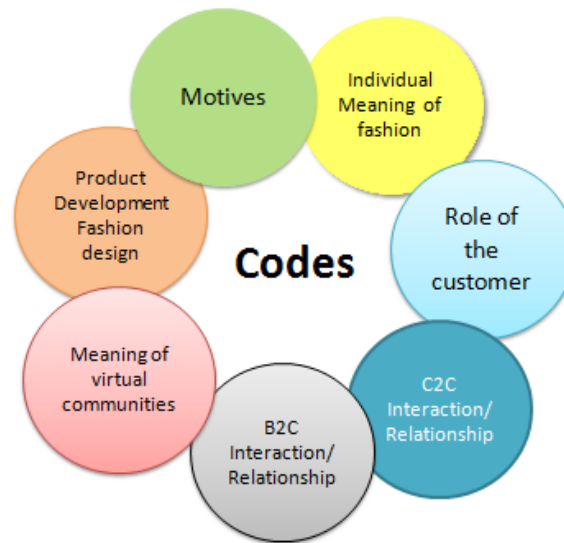 Motives
Individual
Meaning of
fashion
Role of
the
customer
C2C
Interaction/
Relationship
B2C
Interaction/
Relationship
Meaning of
virtual
communities
Product
Development
Fashion
design
Codes